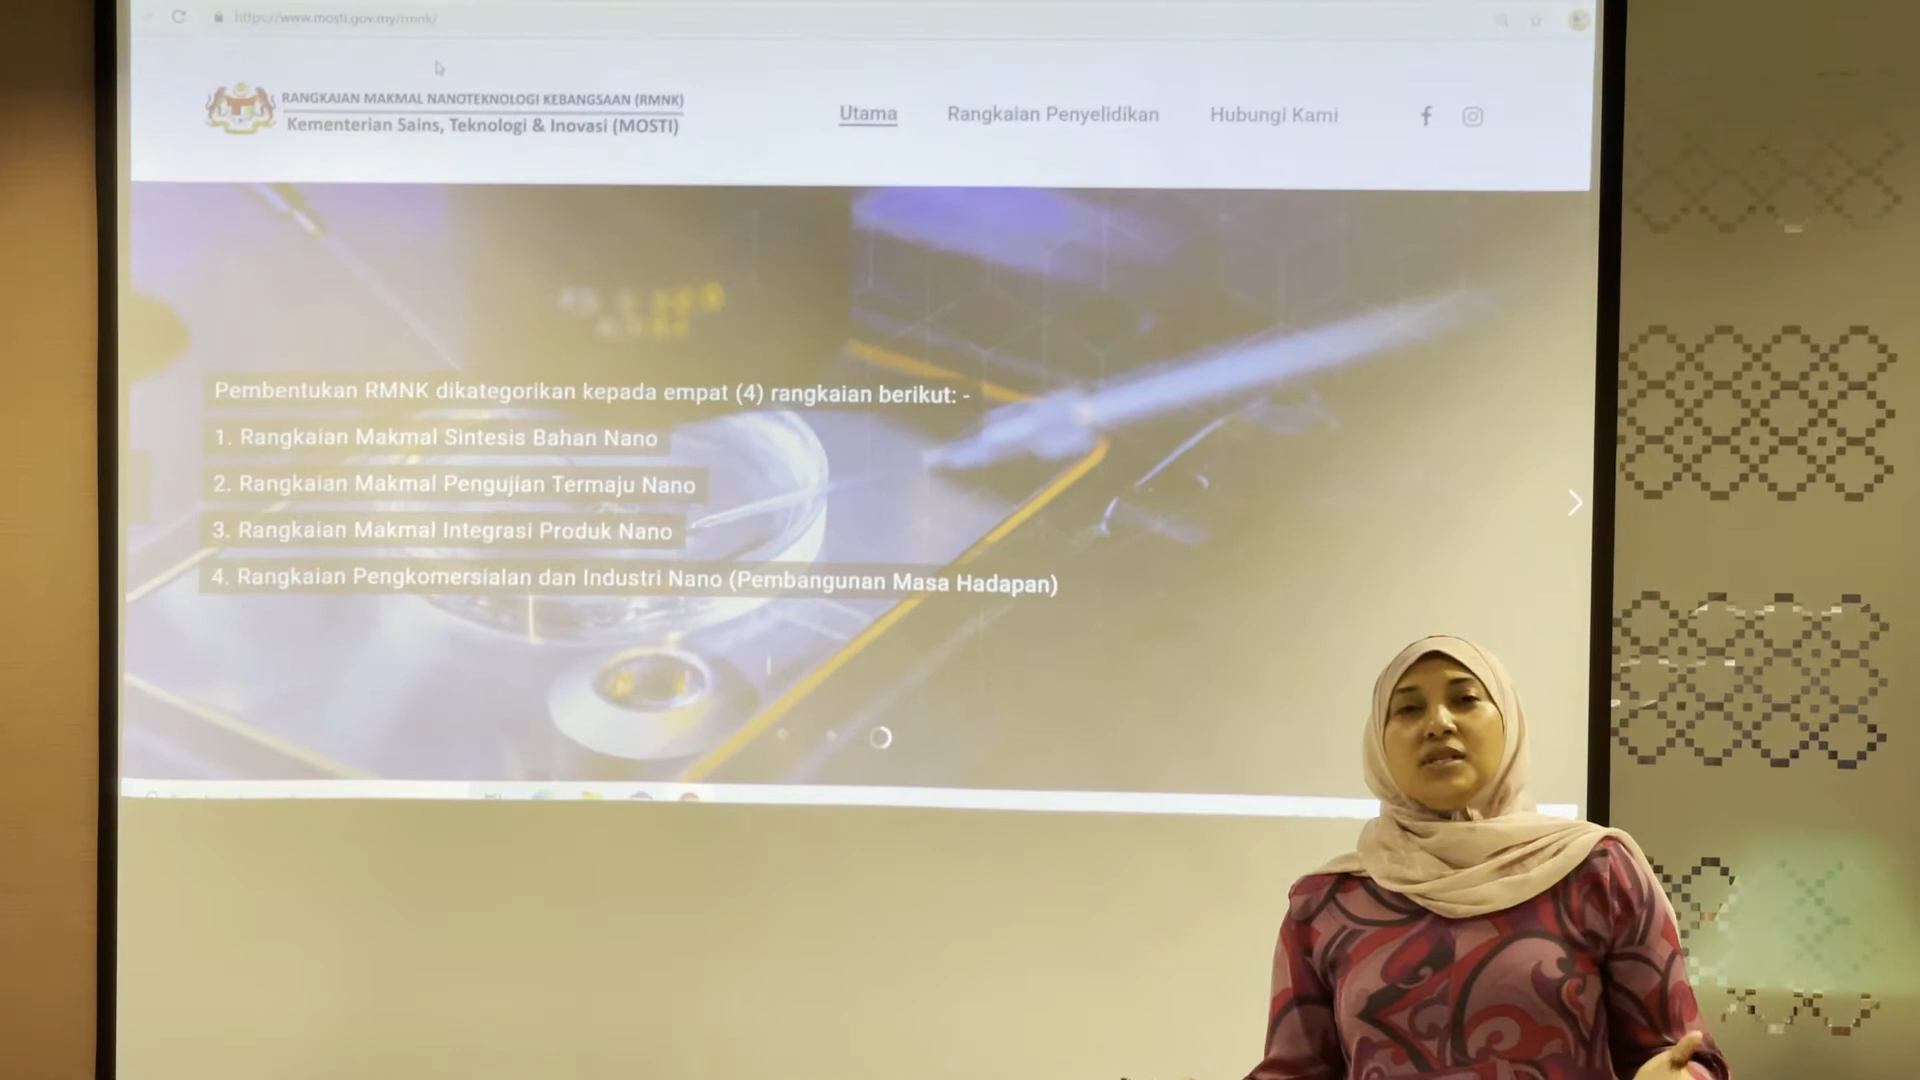 https://www.mosti.gov.my/rmnk/
RANGKAIAN MAKMAL NANOTEKNOLOGI KEBANGSAAN (RMNK)
Kementerian Sains, Teknologi & Inovasi (MOSTI)
Utama
Rangkaian Penyelidikan
Hubungi Kami
Pembentukan RMNK dikategorikan kepada empat (4) rangkaian berikut: -
1. Rangkaian Makmal Sintesis Bahan Nano
2. Rangkaian Makmal Pengujian Termaju Nano
3. Rangkaian Makmal Integrasi Produk Nano
4. Rangkaian Pengkomersialan dan Industri Nano (Pembangunan Masa Hadapan)